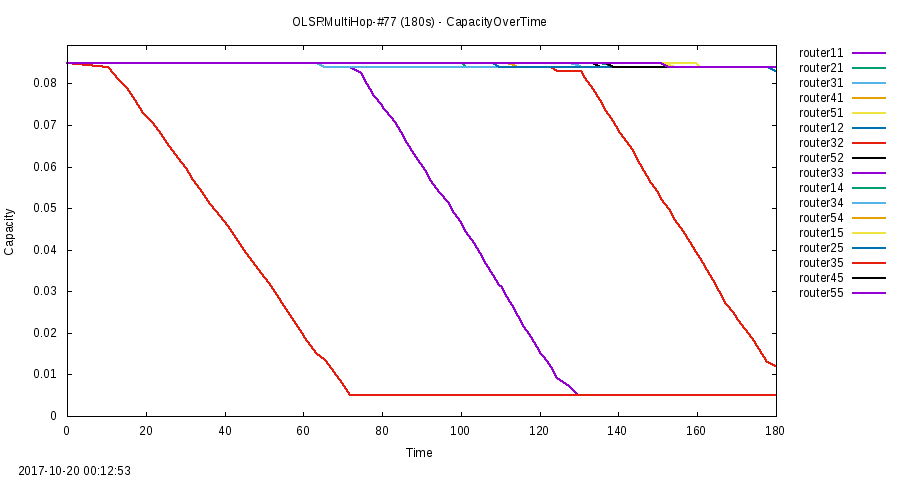 OLSRMultiHop-#77 (180s) - CapacityOverTime
Capacity
0.08
0.07
0.06
0.05
0.04
0.03
0.02
0.01
0
0 20 40 60 80 100 120 140 160 180
Time
router11
router21
router31
router41
router51
router12
router32
router52
router33
router14
router34
router54
router15
router25
router35
router45
router55
2017-10-20 00:12:53